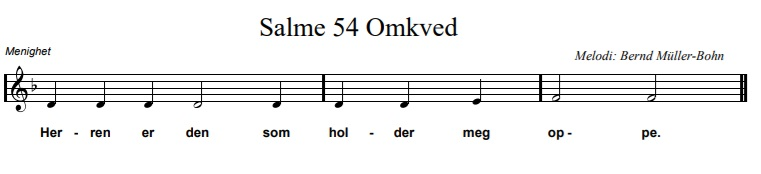 Salme 54 Omkved
Menighet
Melodi: Bernd Müller-Bohn
Her - ren er den som hol - der meg op - pe.